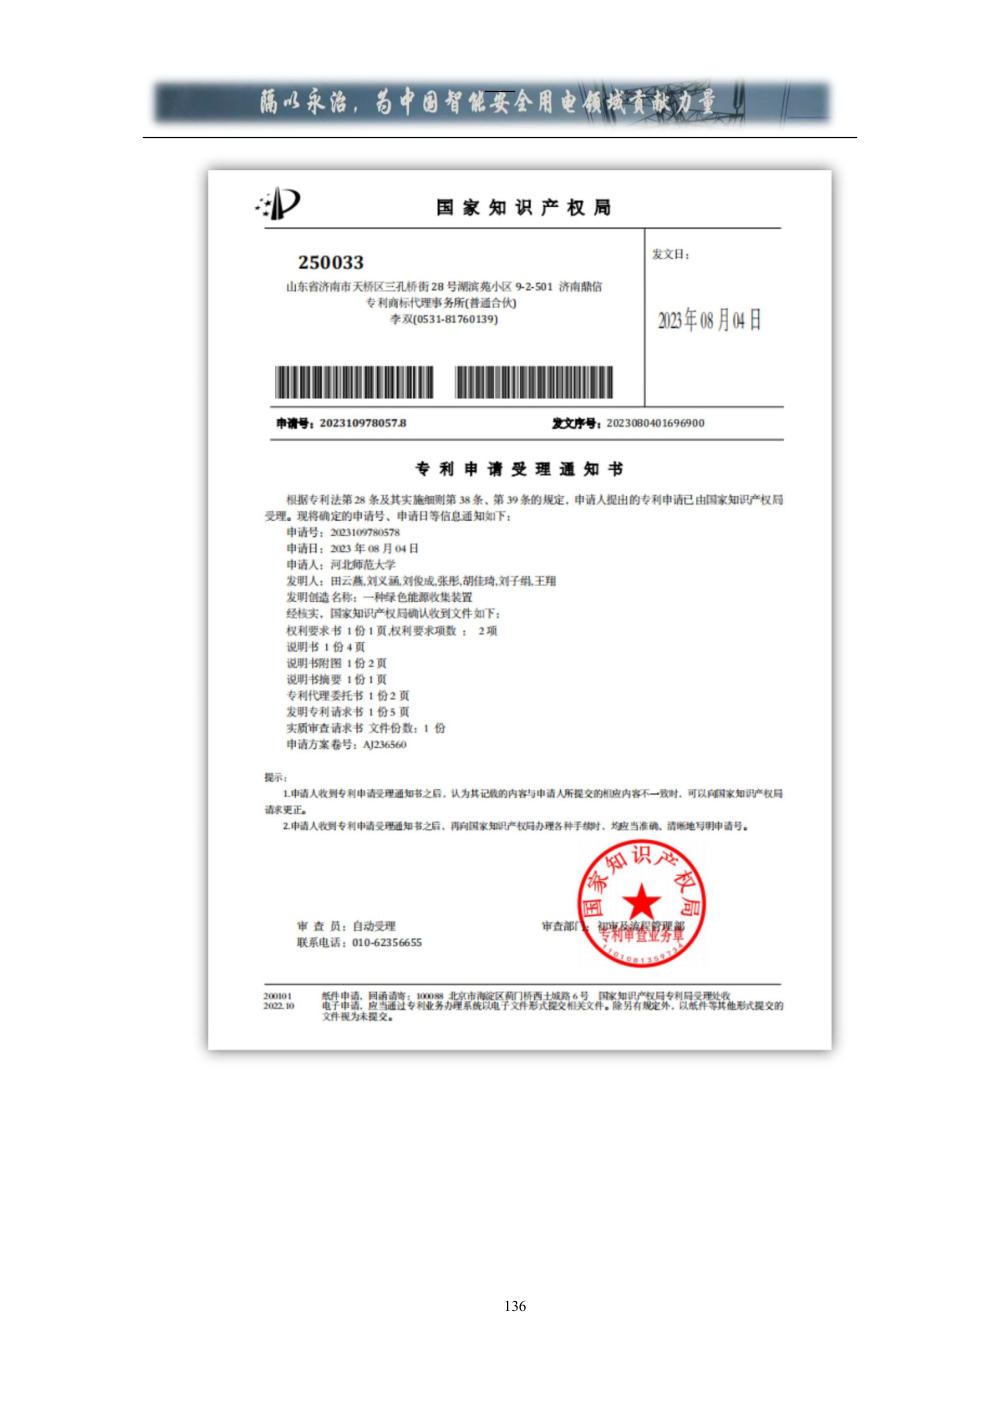 隔以永治，为中国智能安全用电领域贡献力量
国家知识产权局
250033
发文日：
山东省济南市天桥区三孔桥街 28 号湖滨苑小区 9-2-501 济南鼎信
专利商标代理事务所(普通合伙)
李双(0531-81760139)
2023年08月04日
申请号：202310978057.8
发文序号：2023080401696900
专利申请受理通知书
根据专利法第 28 条及其实施细则第 38 条、第 39 条的规定，申请人提出的专利申请已由国家知识产权局
受理。现将确定的申请号、申请日等信息通知如下：
申请号：2023109780578
申请日：2023 年 08 月 04 日
申请人：河北师范大学
发明人：田云燕,刘义涵,刘俊成,张彤,胡佳琦,刘子绢,王翔
发明创造名称：一种绿色能源收集装置
经核实，国家知识产权局确认收到文件如下：
权利要求书 1 份 1 页,权利要求项数 ： 2 项
说明书 1 份 4 页
说明书附图 1 份 2 页
说明书摘要 1 份 1 页
专利代理委托书 1 份 2 页
发明专利请求书 1 份 5 页
实质审查请求书 文件份数：1 份
申请方案卷号：AJ236560
提示：
1.申请人收到专利申请受理通知书之后，认为其记载的内容与申请人所提交的相应内容不一致时，可以向国家知识产权局
请求更正。
2.申请人收到专利申请受理通知书之后，再向国家知识产权局办理各种手续时，均应当准确、清晰地写明申请号。
国家知识产权局
审 查 员：自动受理
审查部门：初审及流程管理部
专利审查业务章
联系电话：010-62356655
1101081359734
200101 纸件申请，回函请寄：100088 北京市海淀区蓟门桥西土城路 6 号 国家知识产权局专利局受理处收
2022.10 电子申请，应当通过专利业务办理系统以电子文件形式提交相关文件。除另有规定外，以纸件等其他形式提交的
文件视为未提交。
136